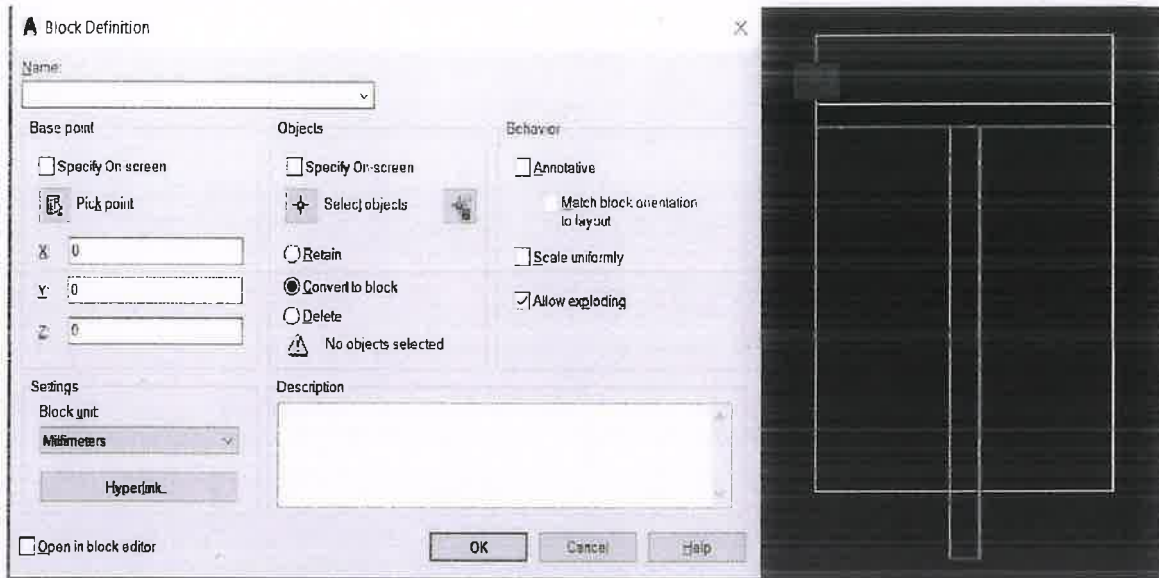 A Block Definition
Name:
Base point
Specify On-screen
Pick point
X: 0
Y: 0
Z: 0
Objects
Specify On-screen
Select objects
Retain
Convert to block
Delete
No objects selected
Behavior
Annotative
Match block orientation
to layout
Scale uniformly
Allow exploding
Settings
Block unit:
Millimeters
Hyperlink...
Description
Open in block editor
OK
Cancel
Help